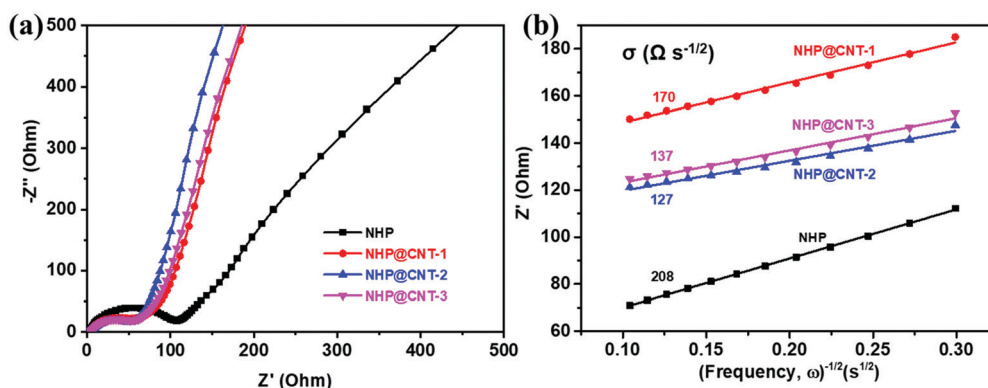 (a)
500
400
300
200
100
0
-Z'' (Ohm)
NHP
NHP@CNT-1
NHP@CNT-2
NHP@CNT-3
0 100 200 300 400 500
Z' (Ohm)
(b)
180
160
140
120
100
80
60
Z' (Ohm)
σ (Ω s-1/2)
NHP@CNT-1
170
NHP@CNT-3
137
NHP@CNT-2
127
NHP
208
0.10 0.15 0.20 0.25 0.30
(Frequency, ω)-1/2(s1/2)